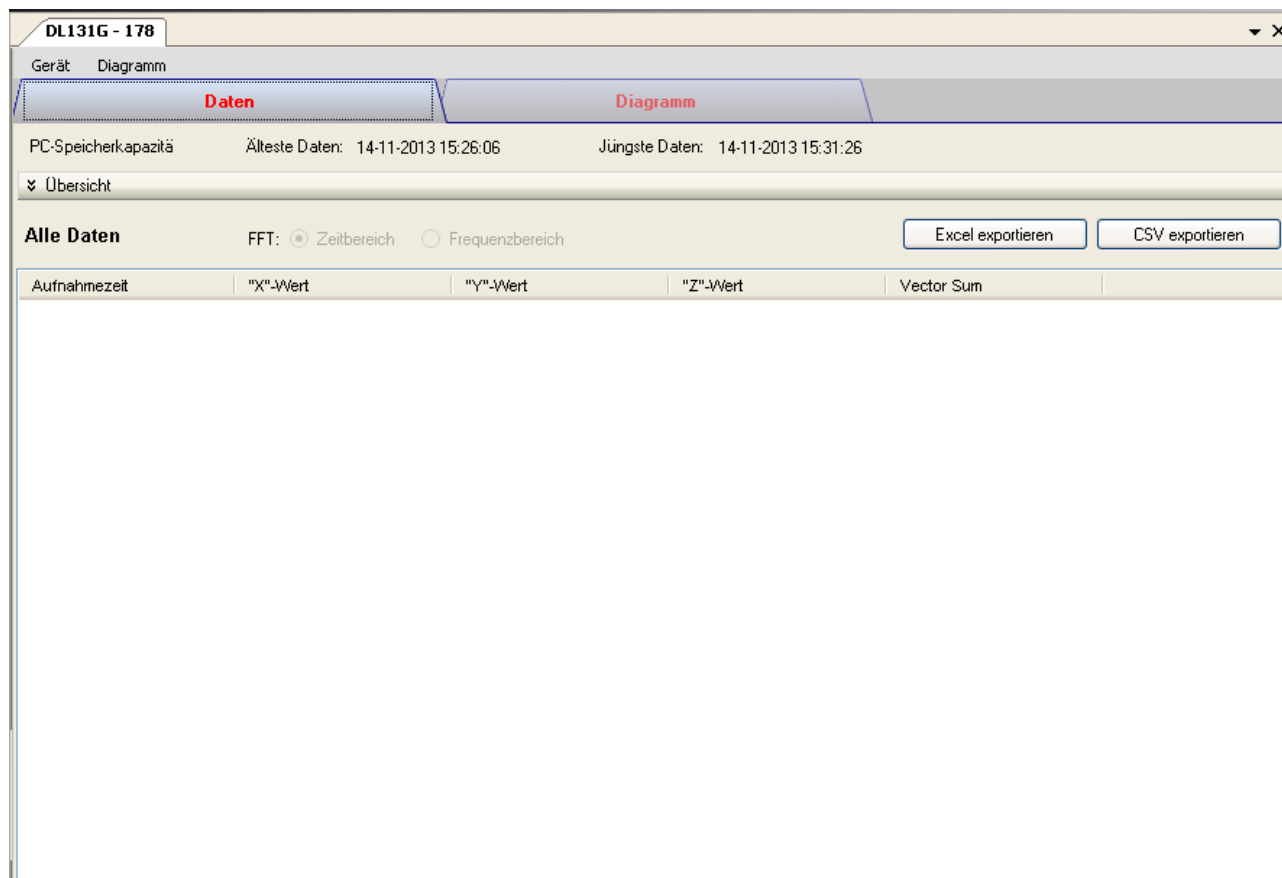 DL131G - 178
Gerät Diagramm
Daten Diagramm
PC-Speicherkapazitä Älteste Daten: 14-11-2013 15:26:06 Jüngste Daten: 14-11-2013 15:31:26
Übersicht
Alle Daten FFT: Zeitbereich Frequenzbereich Excel exportieren CSV exportieren
Aufnahmezeit "X"-Wert "Y"-Wert "Z"-Wert Vector Sum